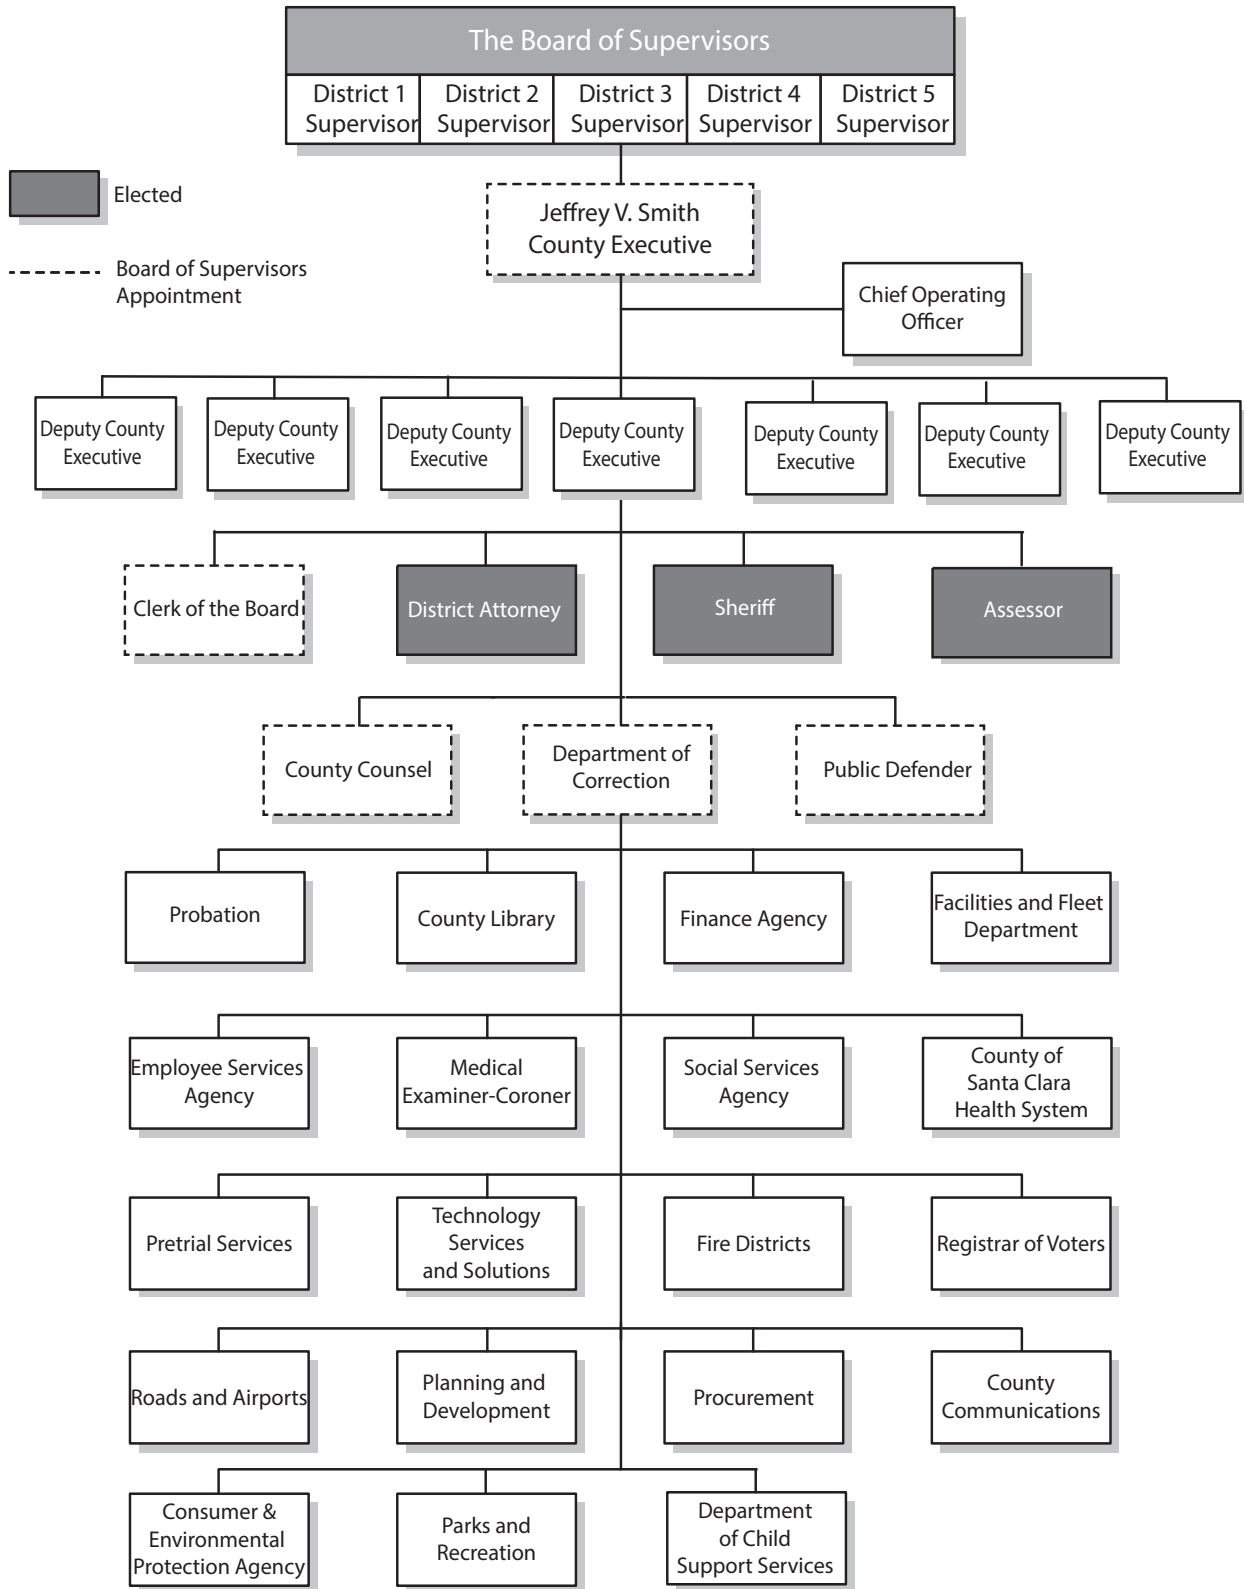 The Board of Supervisors
District 1
Supervisor
District 2
Supervisor
District 3
Supervisor
District 4
Supervisor
District 5
Supervisor
Elected
Board of Supervisors
Appointment
Jeffrey V. Smith
County Executive
Chief Operating
Officer
Deputy County
Executive
Deputy County
Executive
Deputy County
Executive
Deputy County
Executive
Deputy County
Executive
Deputy County
Executive
Deputy County
Executive
Clerk of the Board
District Attorney
Sheriff
Assessor
County Counsel
Department of
Correction
Public Defender
Probation
County Library
Finance Agency
Facilities and Fleet
Department
Employee Services
Agency
Medical
Examiner-Coroner
Social Services
Agency
County of
Santa Clara
Health System
Pretrial Services
Technology
Services
and Solutions
Fire Districts
Registrar of Voters
Roads and Airports
Planning and
Development
Procurement
County
Communications
Consumer &
Environmental
Protection Agency
Parks and
Recreation
Department
of Child
Support Services